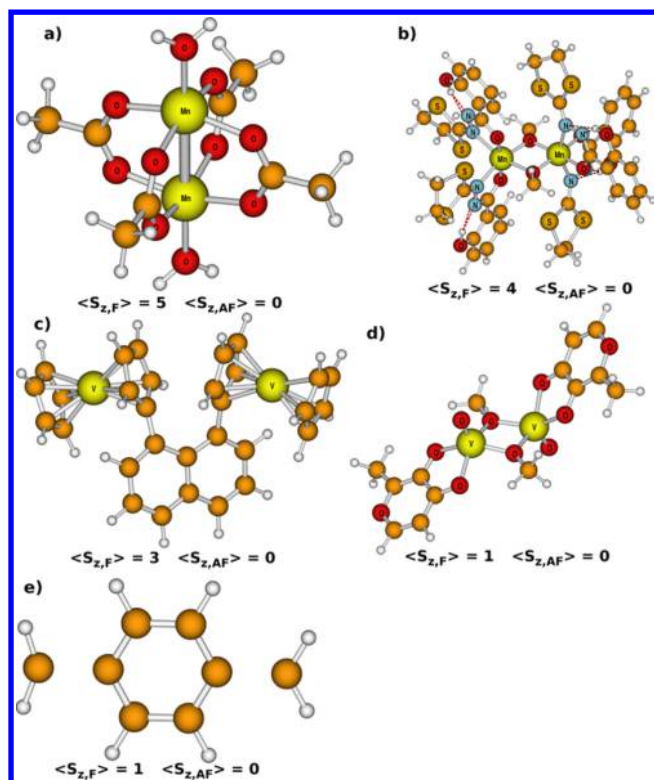 a)
b)
O
O
Mn
O
O
O
O
O
O
Mn
O
O
O
<S_z,F> = 5 <S_z,AF> = 0
S
S
S
S
O
N
N
N
N
S
O
O
Mn
Mn
O
O
S
N
N
N
S
S
S
O
<S_z,F> = 4 <S_z,AF> = 0
c)
d)
V
V
<S_z,F> = 3 <S_z,AF> = 0
O
O
O
O
O
V
O
V
O
O
O
O
O
<S_z,F> = 1 <S_z,AF> = 0
e)
<S_z,F> = 1 <S_z,AF> = 0